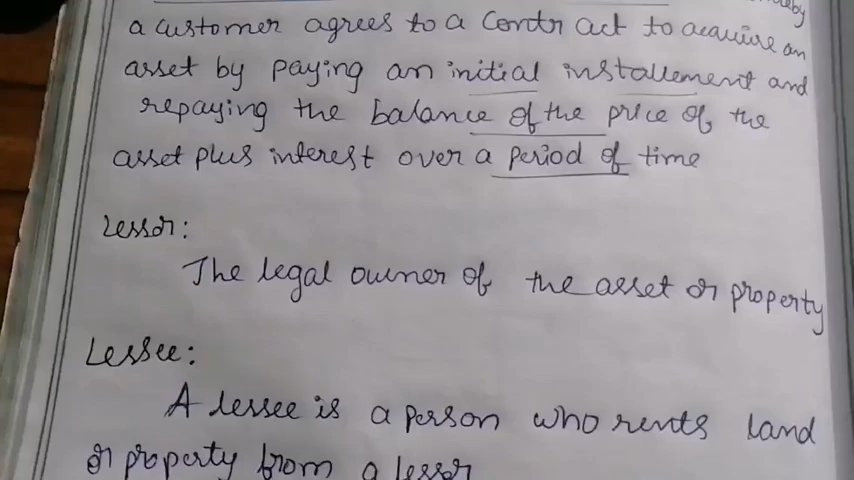 a customer agrees to a Contract to acquire an
asset by paying an initial installement and
repaying the balance of the price of the
asset plus interest over a period of time
Lessor:
The legal owner of the asset or property
Lessee:
A lessee is a person who rents land
or property from a lessor